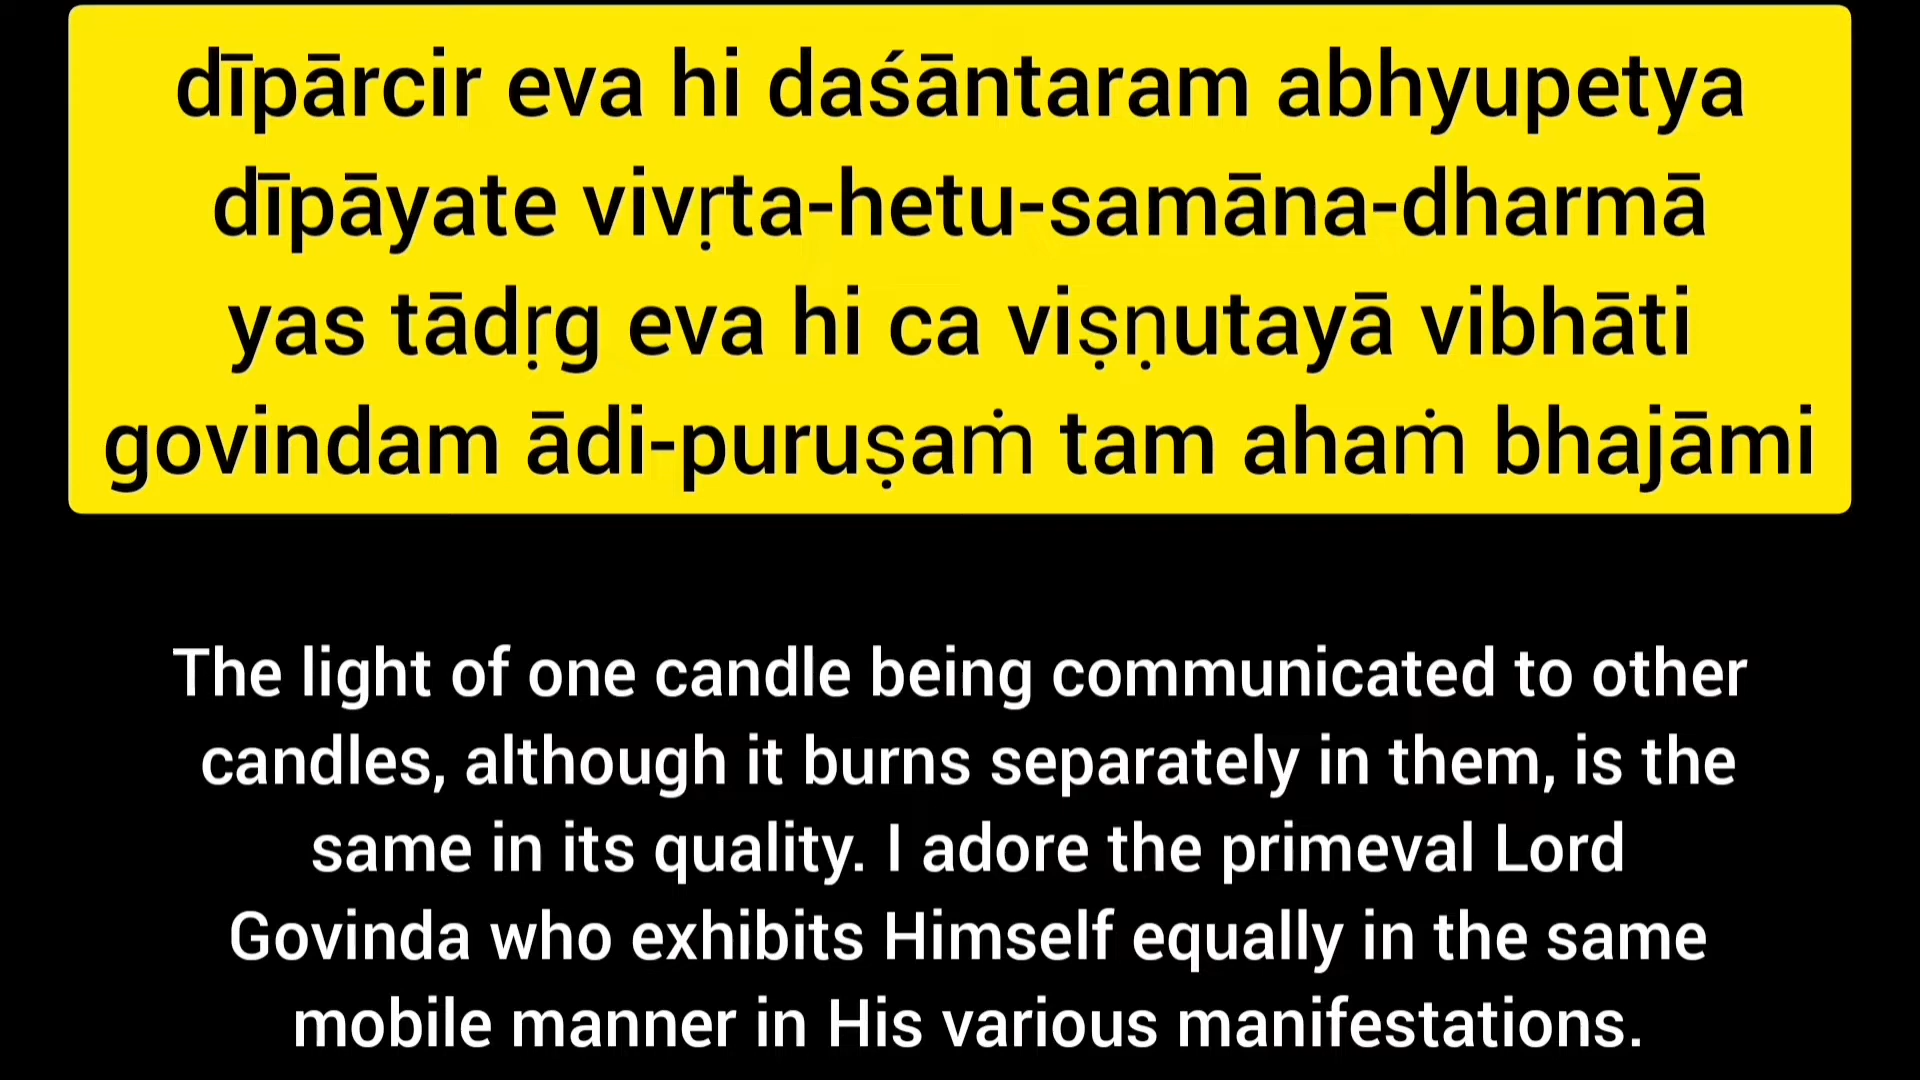 dīpārcir eva hi daśāntaram abhyupetya
dīpāyate vivṛta-hetu-samāna-dharmā
yas tādṛg eva hi ca viṣṇutayā vibhāti
govindam ādi-puruṣaṁ tam ahaṁ bhajāmi
The light of one candle being communicated to other
candles, although it burns separately in them, is the
same in its quality. I adore the primeval Lord
Govinda who exhibits Himself equally in the same
mobile manner in His various manifestations.